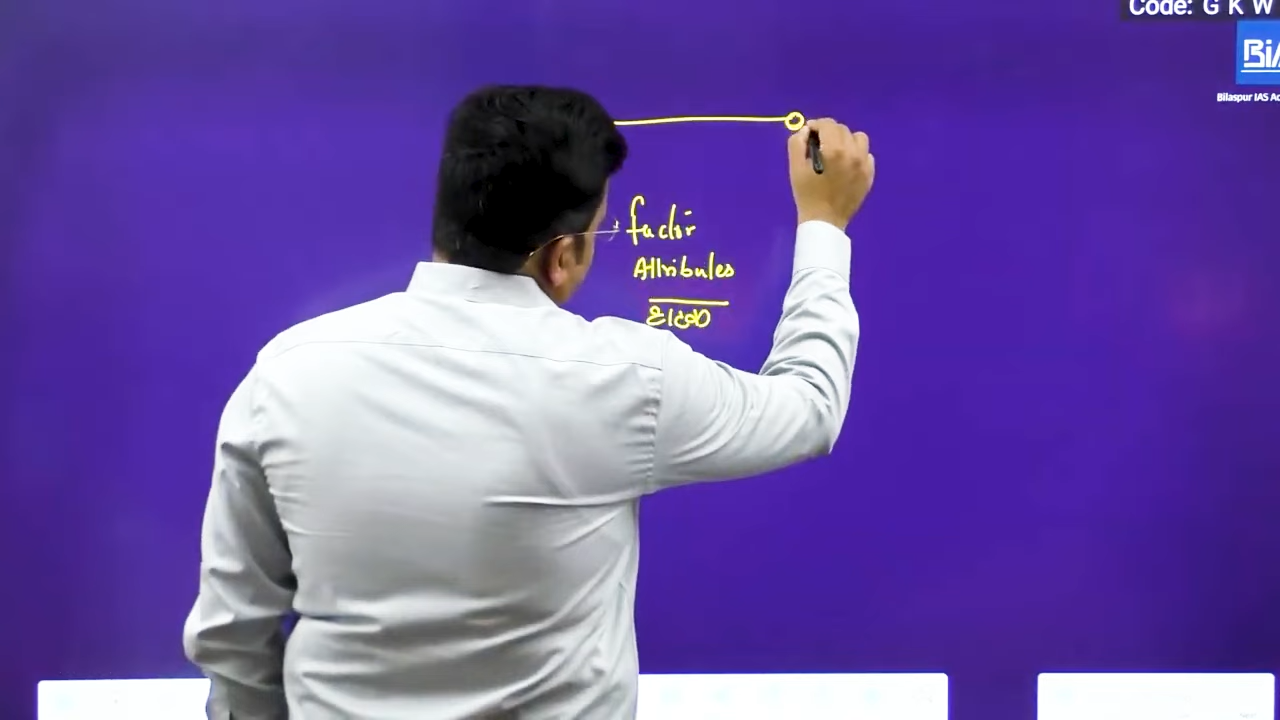 Code: G K W
BiA
Bilaspur IAS Ac
factor
Attributes